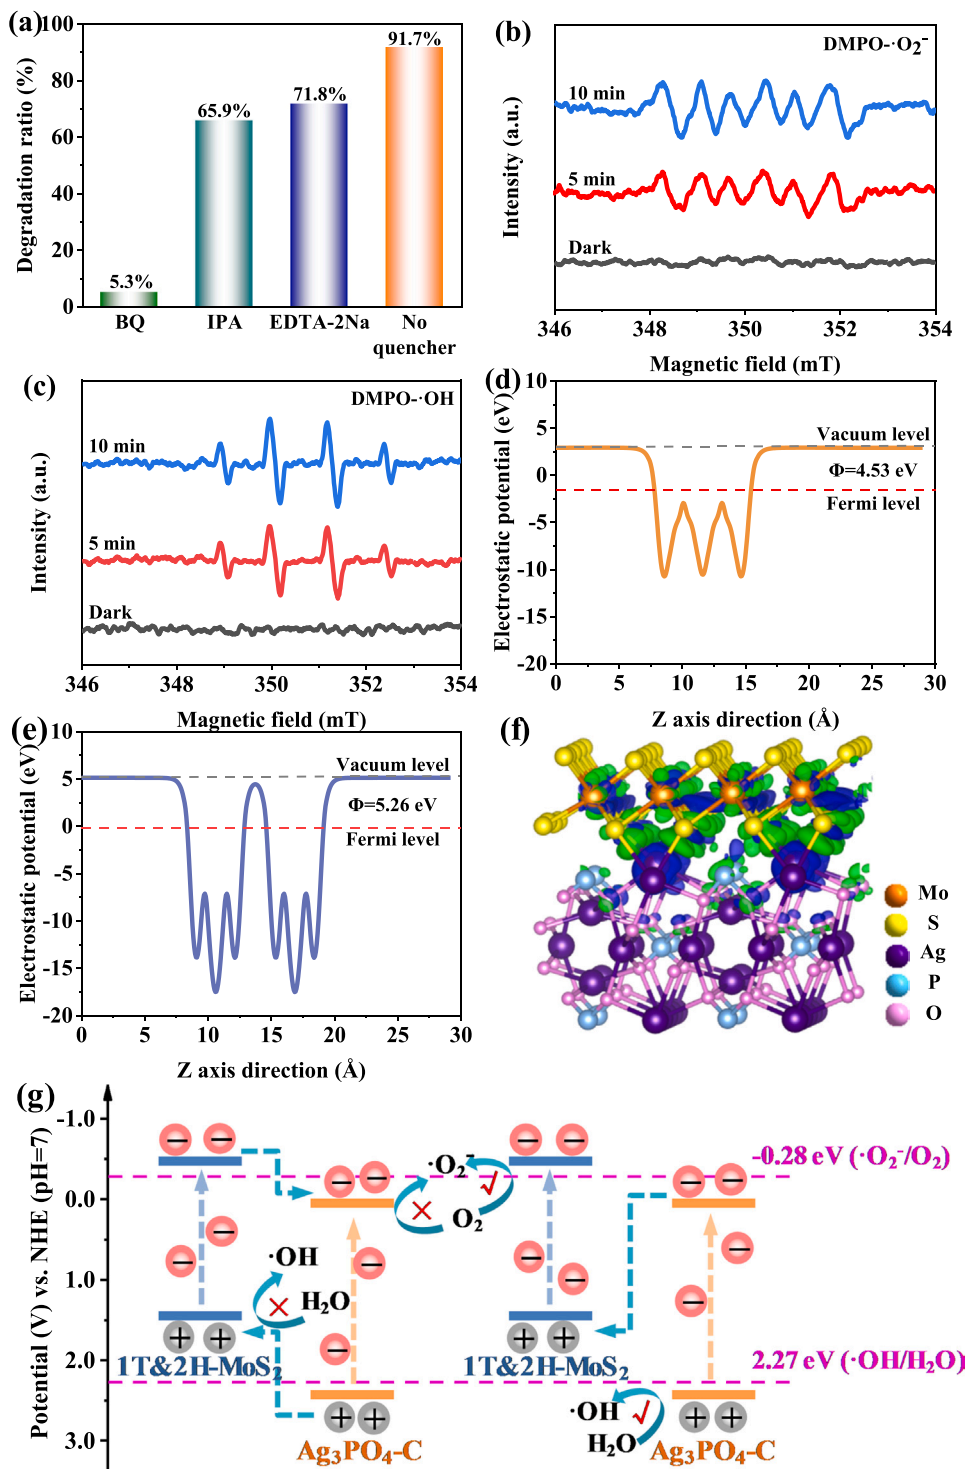 (a)
Degradation ratio (%)
100
80
60
40
20
0
5.3%
65.9%
71.8%
91.7%
BQ IPA EDTA-2Na No
quencher
(b)
DMPO-·O₂⁻
Intensity (a.u.)
10 min
5 min
Dark
346 348 350 352 354
Magnetic field (mT)
(c)
DMPO-·OH
Intensity (a.u.)
10 min
5 min
Dark
346 348 350 352 354
Magnetic field (mT)
(d)
Electrostatic potential (eV)
10
5
0
-5
-10
-15
-20
Vacuum level
Φ=4.53 eV
Fermi level
0 5 10 15 20 25 30
Z axis direction (Å)
(e)
Electrostatic potential (eV)
10
5
0
-5
-10
-15
-20
Vacuum level
Φ=5.26 eV
Fermi level
0 5 10 15 20 25 30
Z axis direction (Å)
(f)
Mo
S
Ag
P
O
(g)
Potential (V) vs. NHE (pH=7)
-1.0
0.0
1.0
2.0
3.0
-0.28 eV (·O₂⁻/O₂)
2.27 eV (·OH/H₂O)
·O₂⁻
O₂
·OH
H₂O
1T&2H-MoS₂
Ag₃PO₄-C
1T&2H-MoS₂
·OH
H₂O
Ag₃PO₄-C